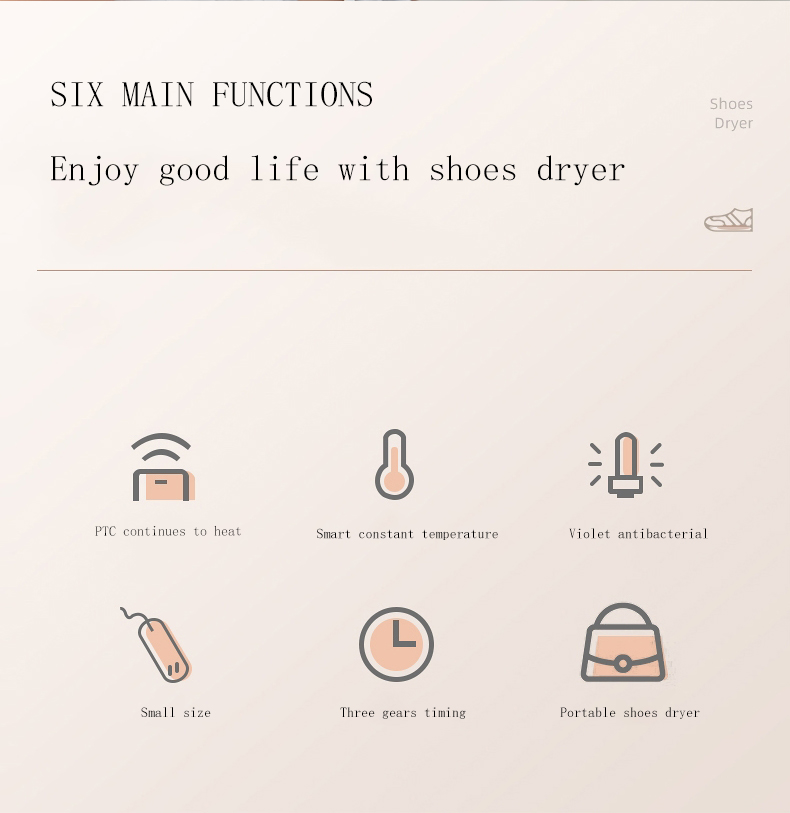 SIX MAIN FUNCTIONS
Shoes
Dryer
Enjoy good life with shoes dryer
PTC continues to heat
Smart constant temperature
Violet antibacterial
Small size
Three gears timing
Portable shoes dryer